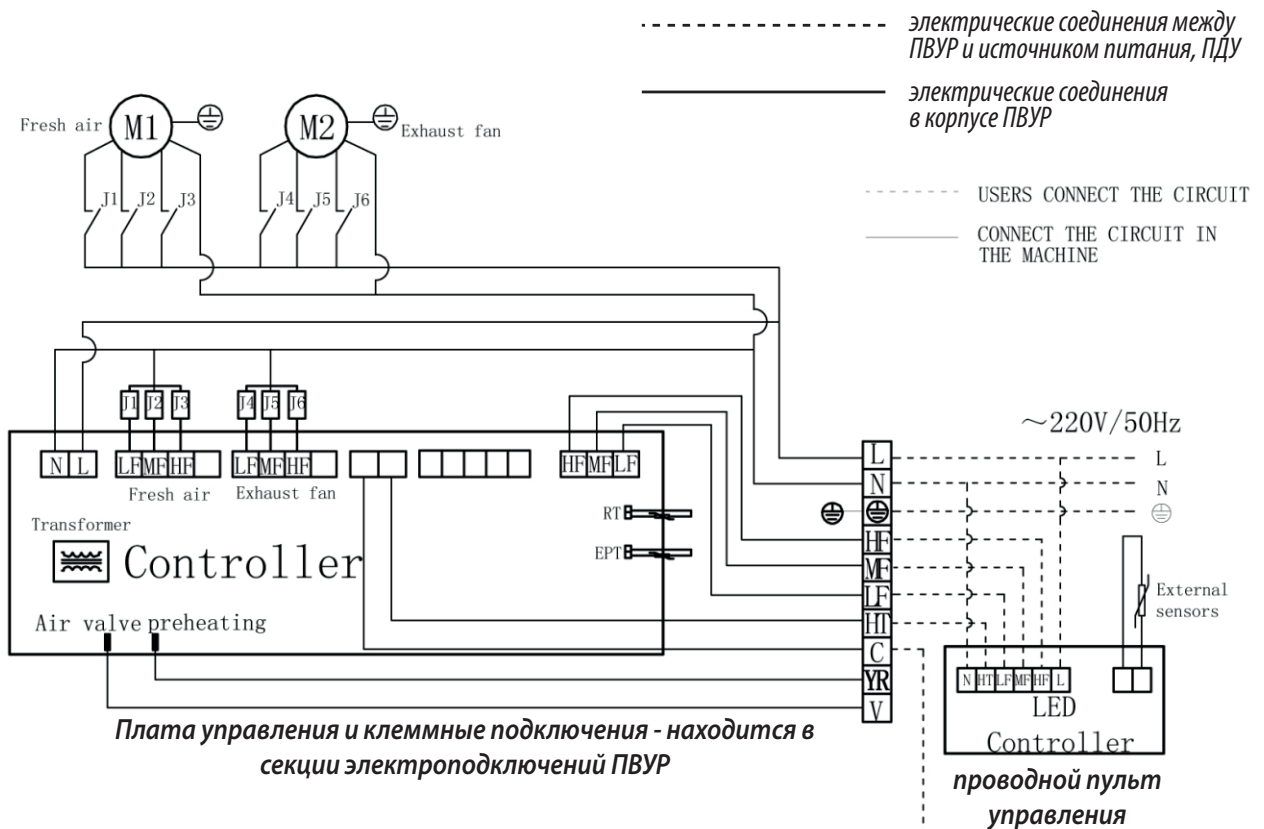 электрические соединения между
ПВУР и источником питания, ПДУ
электрические соединения
в корпусе ПВУР
USERS CONNECT THE CIRCUIT
CONNECT THE CIRCUIT IN
THE MACHINE
Fresh air
M1
M2
Exhaust fan
J1 J2 J3
J4 J5 J6
J1 J2 J3
J4 J5 J6
~220V/50Hz
N L
LF MF HF
LF MF HF
HF MF LF
Fresh air
Exhaust fan
RT
EPT
Transformer
Controller
Air valve preheating
L
N
HF
MF
LF
HT
C
YR
V
L
N
External
sensors
N HT LF MF HF L
LED
Controller
Плата управления и клеммные подключения - находится в
секции электроподключений ПВУР
проводной пульт
управления